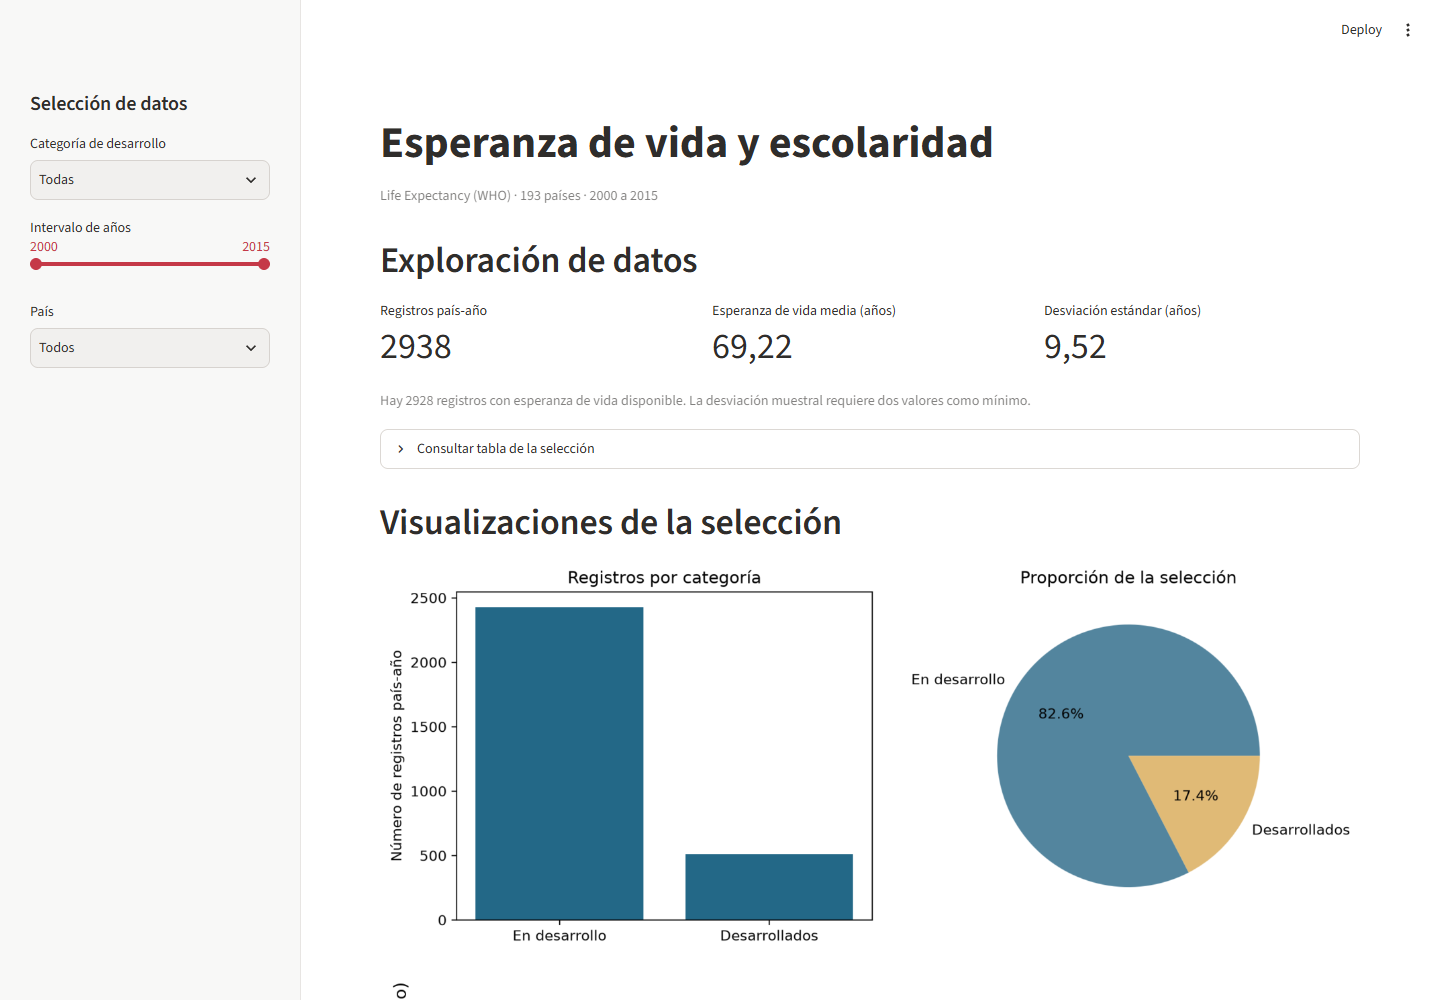 Deploy
Selección de datos
Categoría de desarrollo
Todas
Intervalo de años
2000 2015
País
Todos
Esperanza de vida y escolaridad
Life Expectancy (WHO) · 193 países · 2000 a 2015
Exploración de datos
Registros país-año
2938
Esperanza de vida media (años)
69,22
Desviación estándar (años)
9,52
Hay 2928 registros con esperanza de vida disponible. La desviación muestral requiere dos valores como mínimo.
Consultar tabla de la selección
Visualizaciones de la selección
Registros por categoría
Número de registros país-año
2500
2000
1500
1000
500
0
En desarrollo
Desarrollados
Proporción de la selección
En desarrollo
82.6%
17.4%
Desarrollados
o)